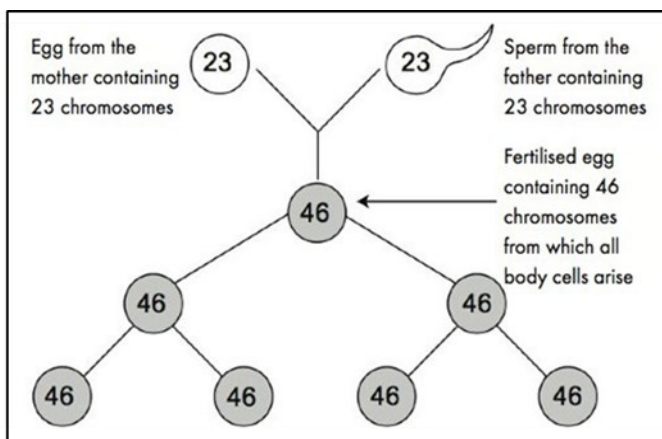 Egg from the
mother containing
23 chromosomes
23
23
Sperm from the
father containing
23 chromosomes
Fertilised egg
containing 46
chromosomes
from which all
body cells arise
46
46
46
46
46
46
46